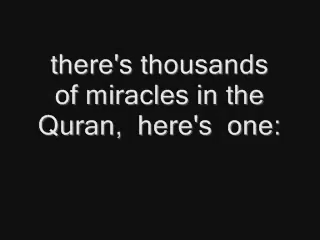 there's thousands
of miracles in the
Quran, here's one: